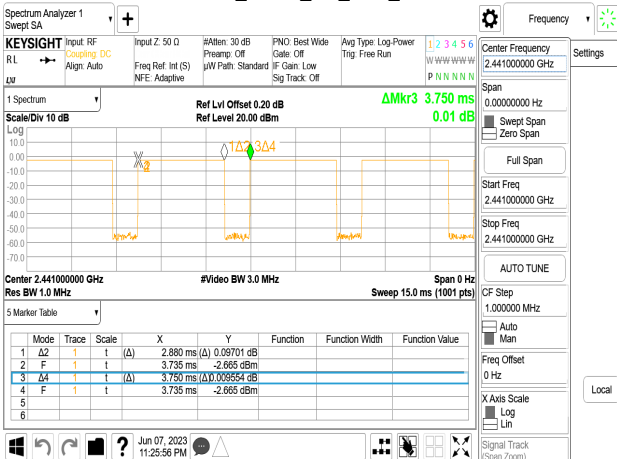 Spectrum Analyzer 1
Swept SA
+
Frequency
KEYSIGHT
Input: RF
Input Z: 50 Ω
#Atten: 30 dB
PNO: Best Wide
Avg Type: Log-Power
1 2 3 4 5 6
RL
Coupling: DC
Preamp: Off
Gate: Off
Trig: Free Run
W W W W W W
Align: Auto
Freq Ref: Int (S)
µW Path: Standard
IF Gain: Low
NFE: Adaptive
Sig Track: Off
P N N N N N
LXI
1 Spectrum
Ref Lvl Offset 0.20 dB
ΔMkr3 3.750 ms
Scale/Div 10 dB
Ref Level 20.00 dBm
0.01 dB
Log
10.0
0.00
-10.0
-20.0
-30.0
-40.0
-50.0
-60.0
-70.0
1Δ2 3Δ4
Center 2.441000000 GHz
#Video BW 3.0 MHz
Span 0 Hz
Res BW 1.0 MHz
Sweep 15.0 ms (1001 pts)
5 Marker Table
Mode Trace Scale X Y Function Function Width Function Value
1 Δ2 1 t (Δ) 2.880 ms (Δ) 0.09701 dB
2 F 1 t 3.735 ms -2.665 dBm
3 Δ4 1 t (Δ) 3.750 ms (Δ)0.009554 dB
4 F 1 t 3.735 ms -2.665 dBm
5
6
?
Jun 07, 2023
11:25:56 PM
Center Frequency
2.441000000 GHz
Settings
Span
0.00000000 Hz
Swept Span
Zero Span
Full Span
Start Freq
2.441000000 GHz
Stop Freq
2.441000000 GHz
AUTO TUNE
CF Step
1.000000 MHz
Auto
Man
Freq Offset
0 Hz
Local
X Axis Scale
Log
Lin
Signal Track
(Span Zoom)